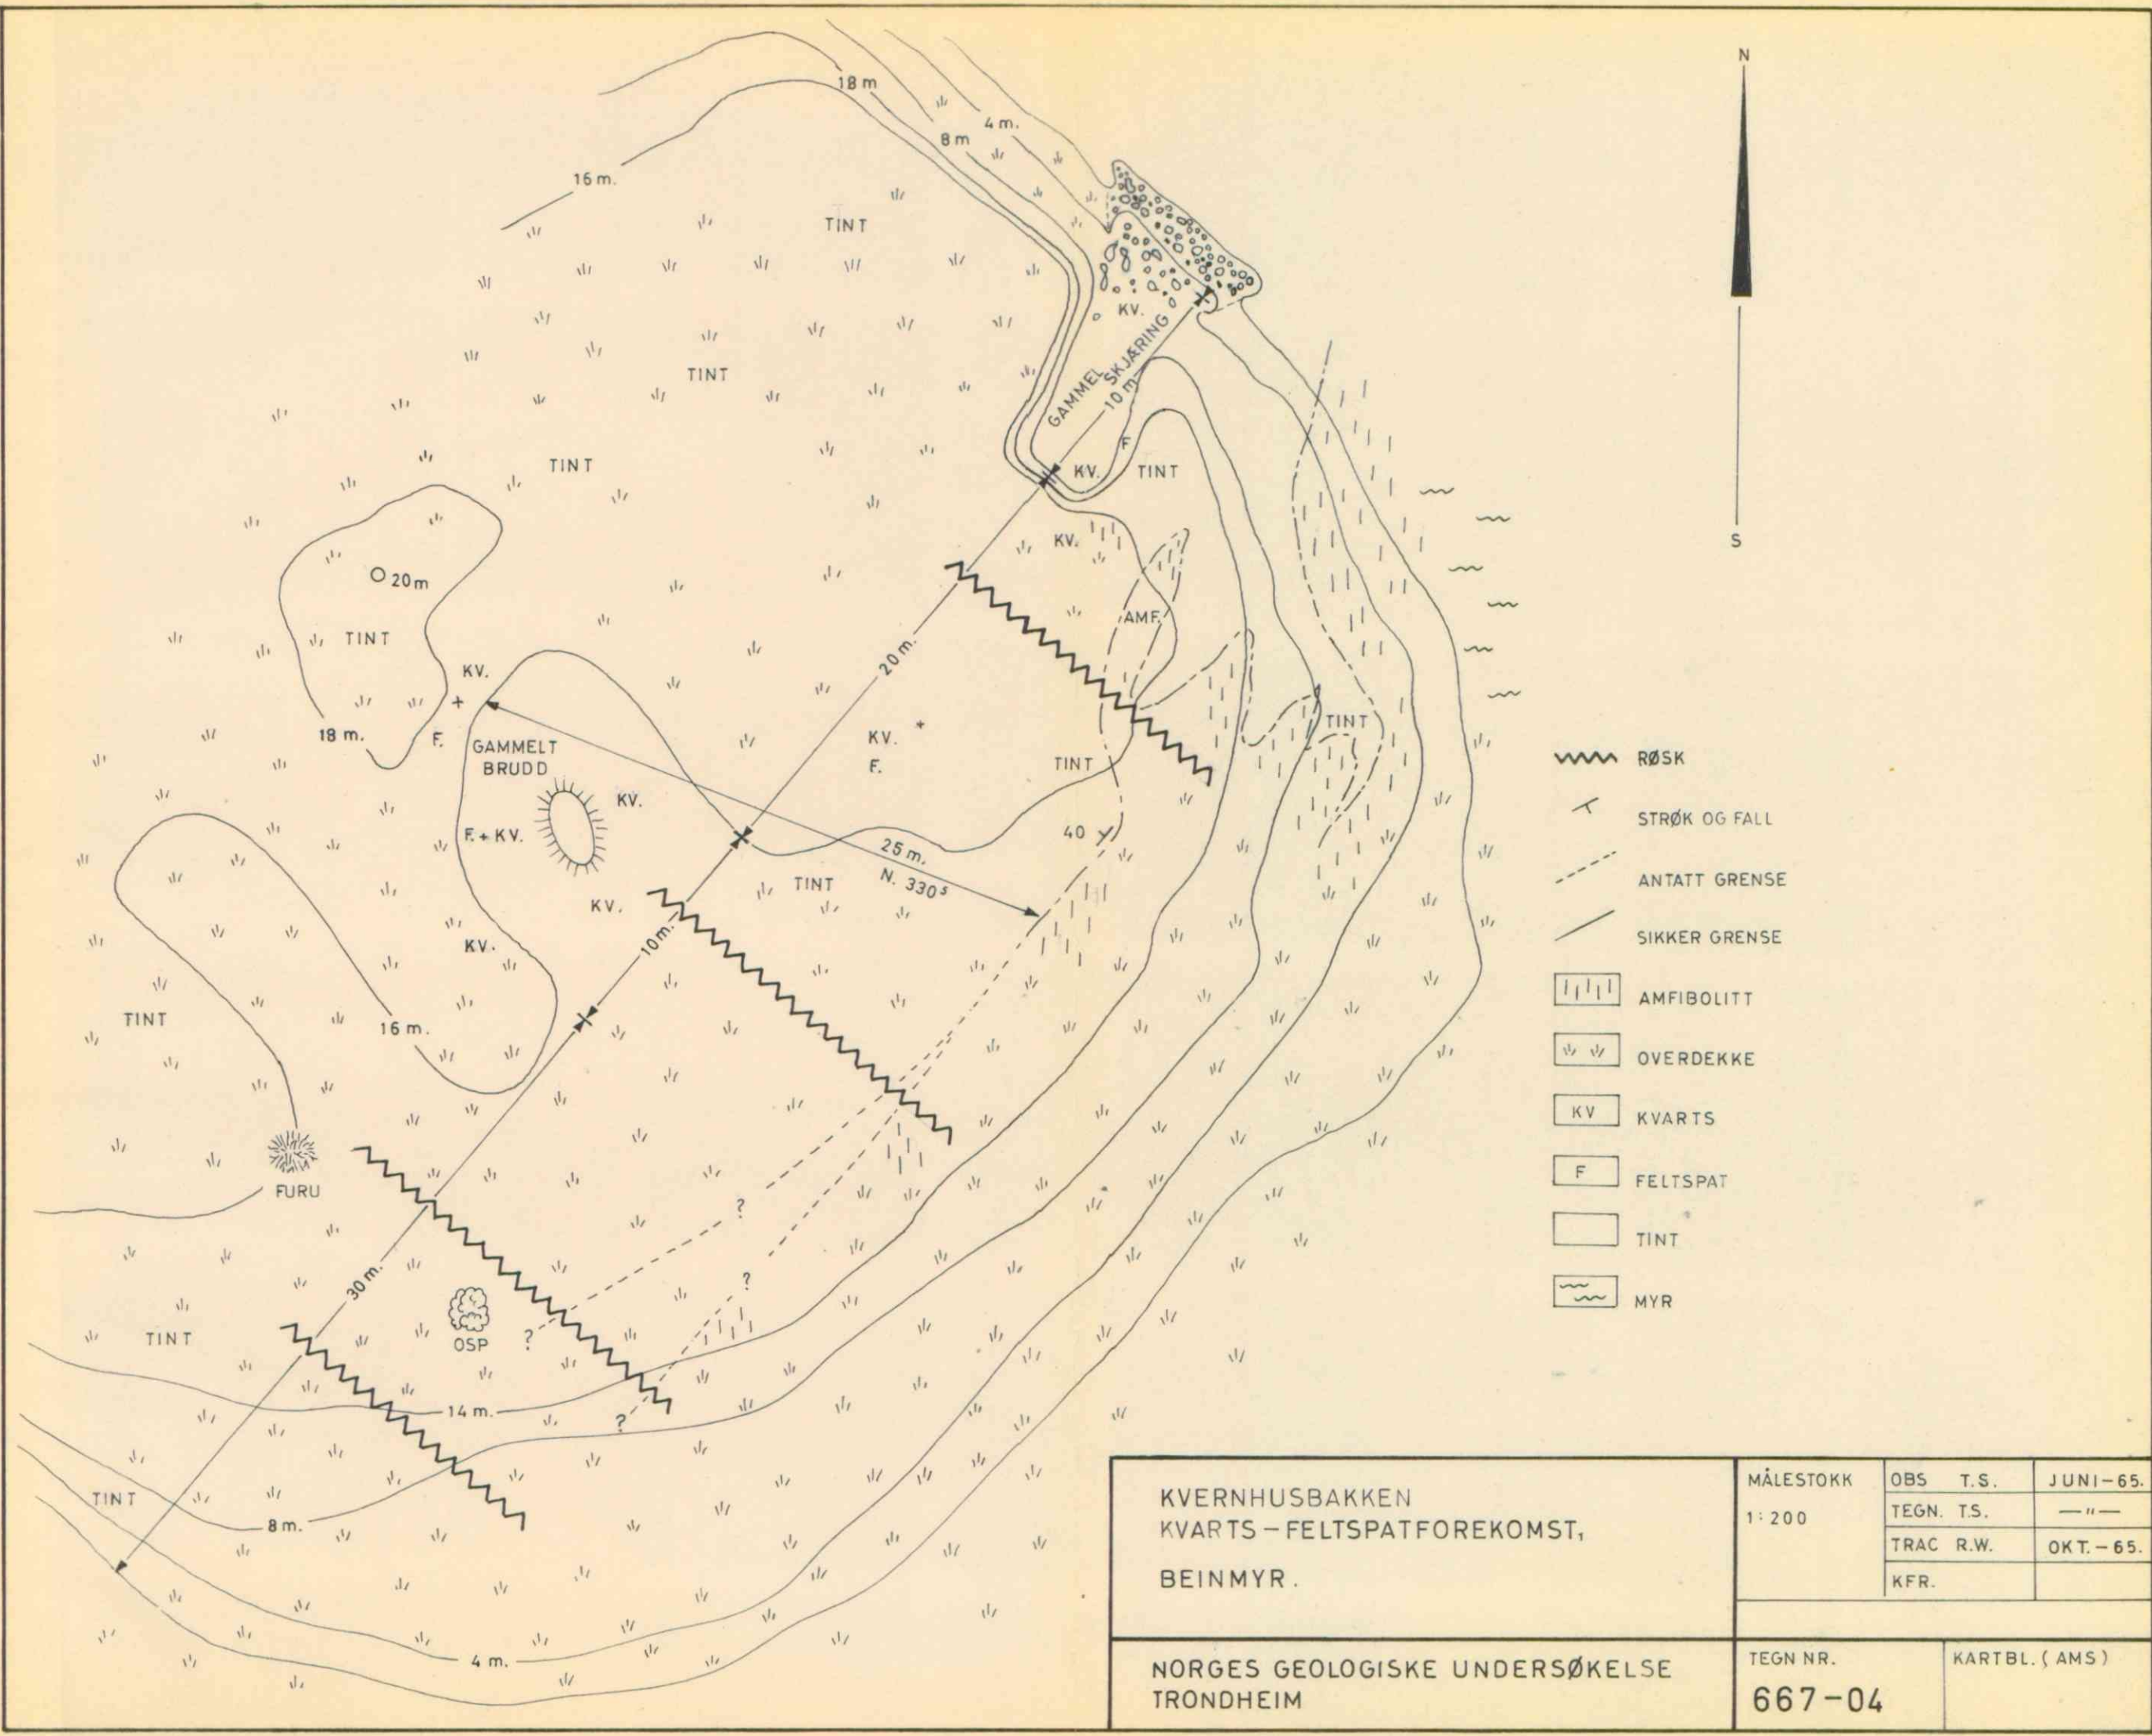 N
18 m
4 m.
8 m
16 m.
TINT
KV.
GAMMEL
SKJÆRING
10 m
TINT
F
KV.
TINT
TINT
KV.
S
20 m
TINT
AMF.
20 m.
KV.
+
18 m.
F.
KV. +
F.
TINT
TINT
GAMMELT
BRUDD
KV.
F. + KV.
40
25 m.
N. 330⁵
TINT
KV.
KV.
10 m.
TINT
16 m.
FURU
?
?
30 m.
OSP
?
TINT
14 m.
?
TINT
8 m.
4 m.
RØSK
STRØK OG FALL
ANTATT GRENSE
SIKKER GRENSE
AMFIBOLITT
OVERDEKKE
KV KVARTS
F FELTSPAT
TINT
MYR
KVERNHUSBAKKEN
KVARTS – FELTSPATFOREKOMST,
BEINMYR.
MÅLESTOKK
1 : 200
OBS T.S. JUNI – 65.
TEGN. T.S. — " —
TRAC R.W. OKT. – 65.
KFR.
NORGES GEOLOGISKE UNDERSØKELSE
TRONDHEIM
TEGN NR.
667 – 04
KARTBL. ( AMS )